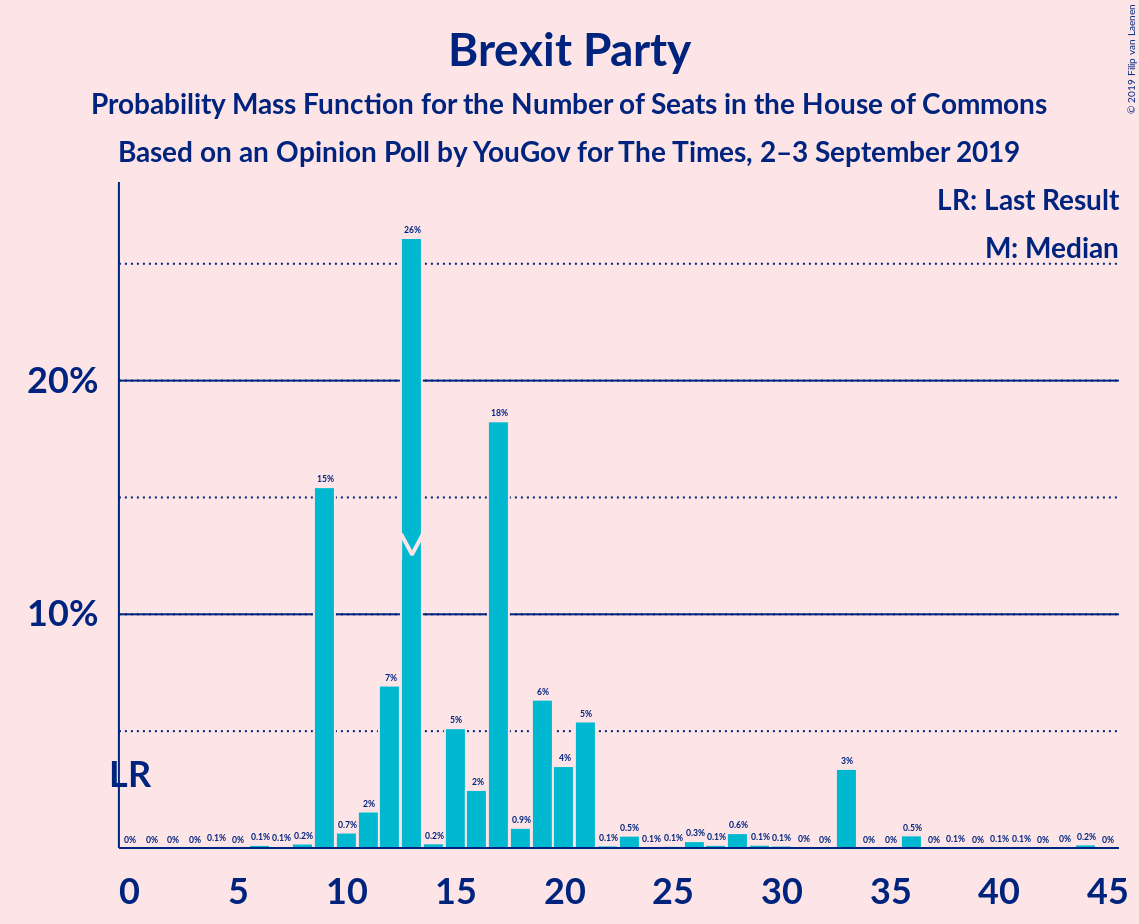 Brexit Party
Probability Mass Function for the Number of Seats in the House of Commons
Based on an Opinion Poll by YouGov for The Times, 2–3 September 2019
© 2019 Filip van Laenen
LR: Last Result
M: Median
20%
10%
0% 0% 0% 0% 0.1% 0% 0.1% 0.1% 0.2% 15% 0.7% 2% 7% 26% 0.2% 5% 2% 18% 0.9% 6% 4% 5% 0.1% 0.5% 0.1% 0.1% 0.3% 0.1% 0.6% 0.1% 0.1% 0% 0% 3% 0% 0% 0.5% 0% 0.1% 0% 0.1% 0.1% 0% 0% 0.2% 0%
M
LR
0 5 10 15 20 25 30 35 40 45